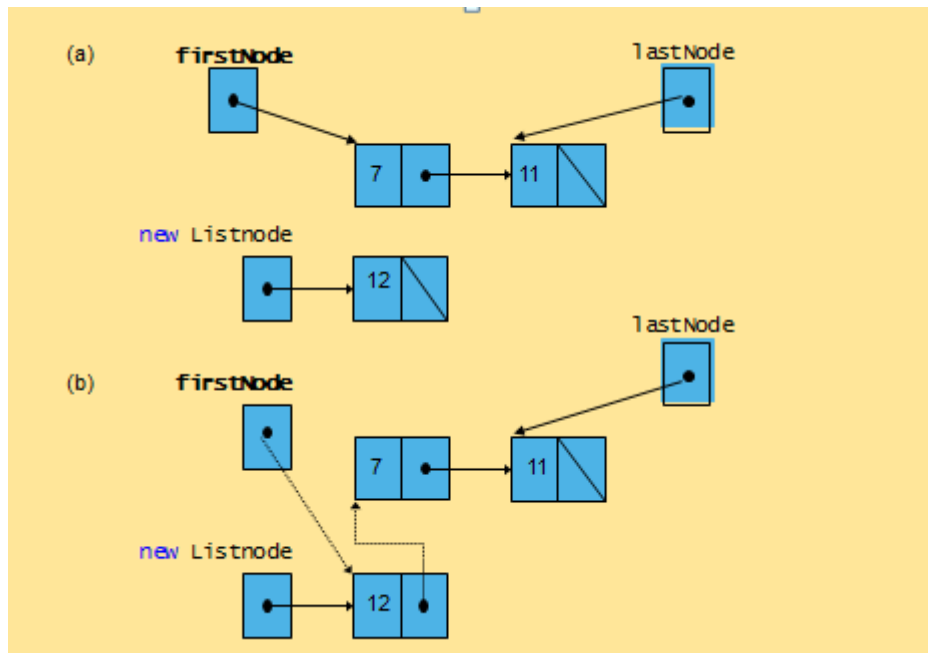 (a) firstNode lastNode
7 11
new Listnode
12
lastNode
(b) firstNode
7 11
new Listnode
12